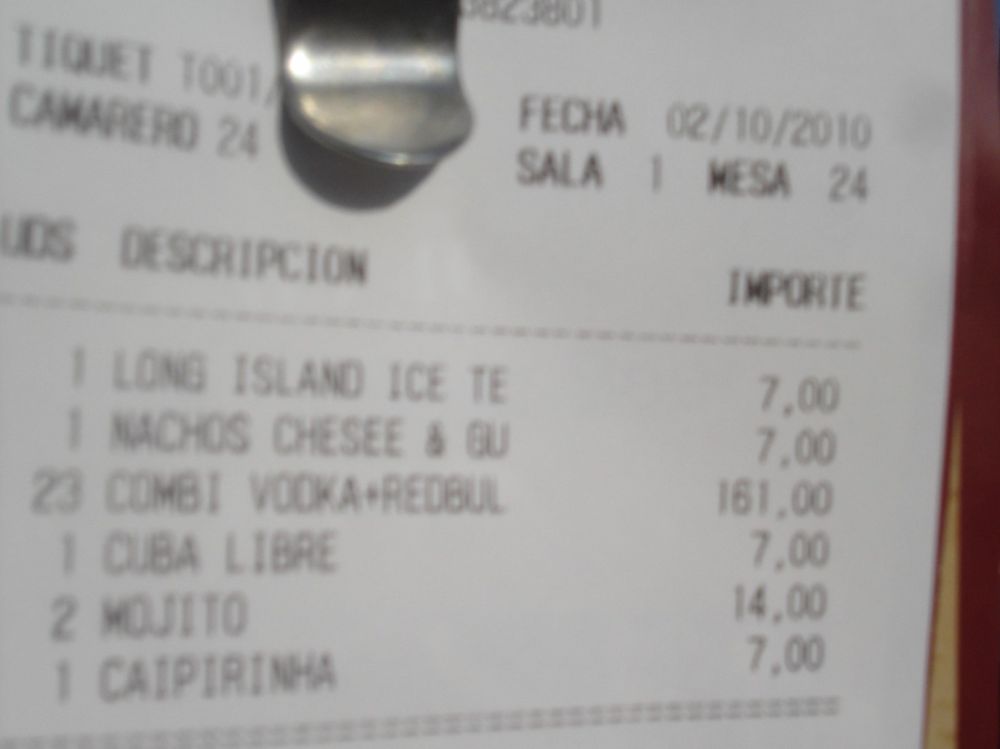 3823801
TIQUET T001/
CAMARERO 24
FECHA 02/10/2010
SALA 1 MESA 24
UDS DESCRIPCION IMPORTE
1 LONG ISLAND ICE TE 7,00
1 NACHOS CHESEE & GU 7,00
23 COMBI VODKA+REDBUL 161,00
1 CUBA LIBRE 7,00
2 MOJITO 14,00
1 CAIPIRINHA 7,00